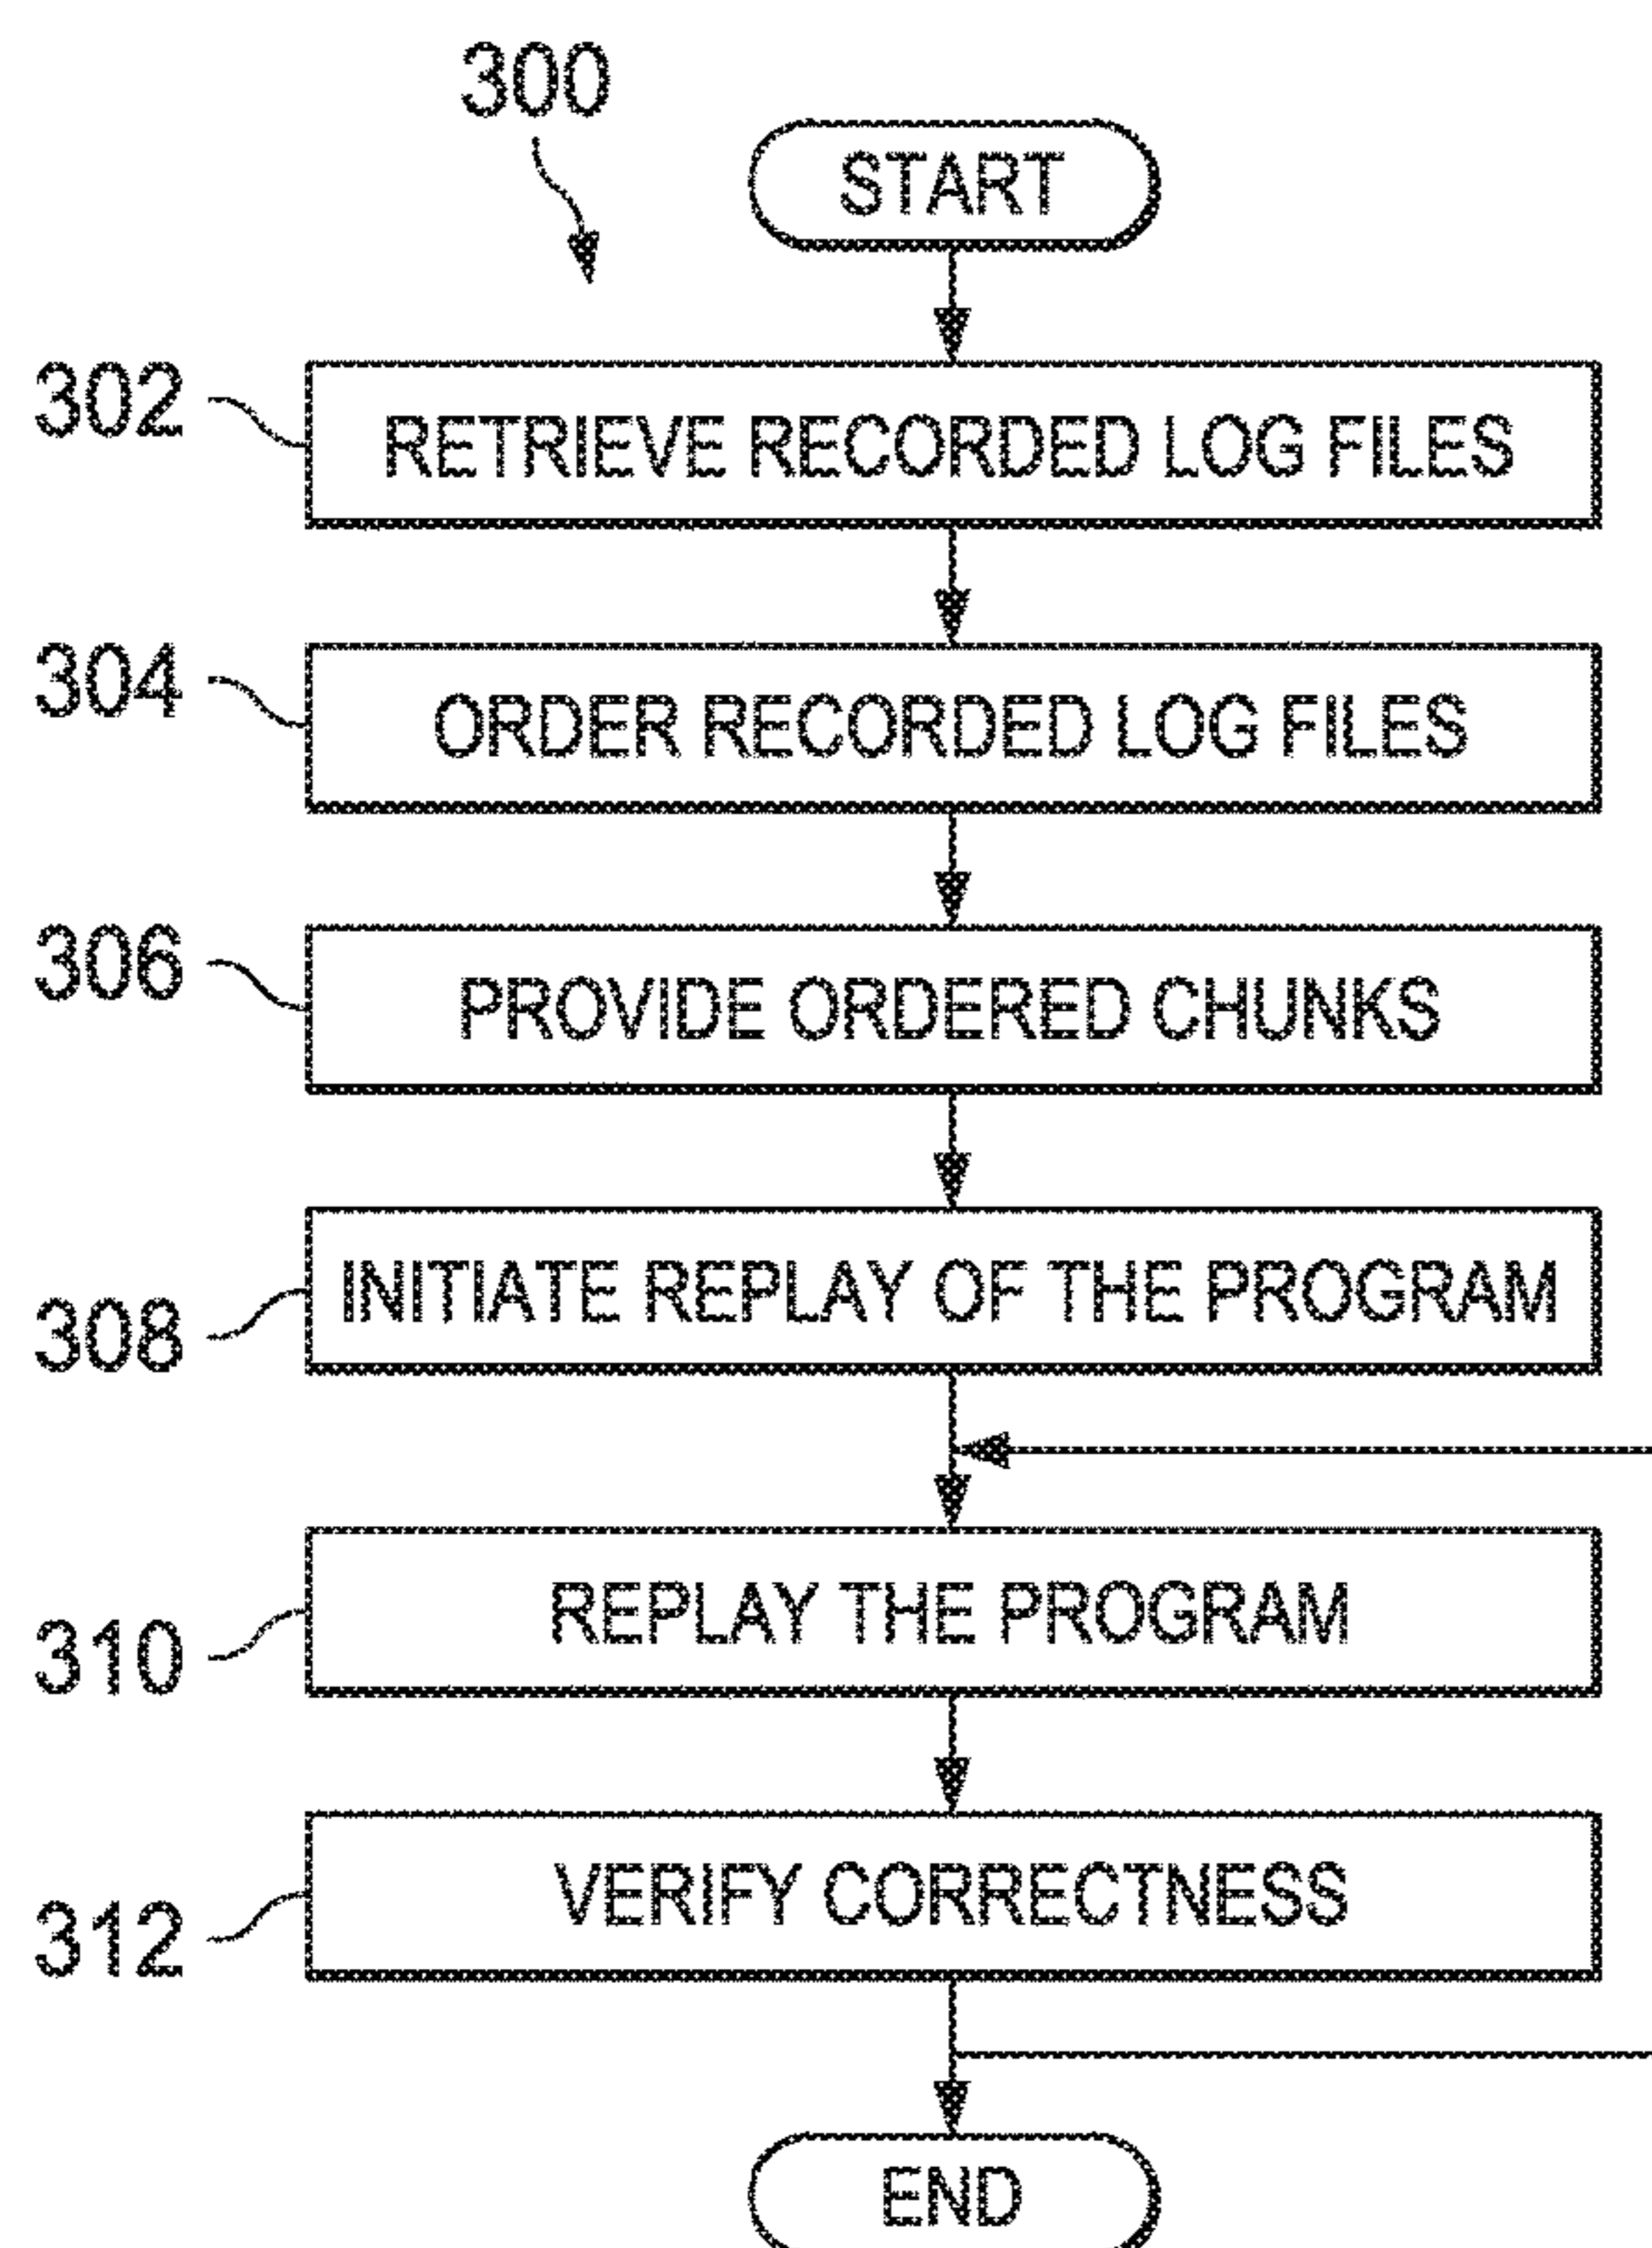 300
START
302
RETRIEVE RECORDED LOG FILES
304
ORDER RECORDED LOG FILES
306
PROVIDE ORDERED CHUNKS
308
INITIATE REPLAY OF THE PROGRAM
310
REPLAY THE PROGRAM
312
VERIFY CORRECTNESS
END